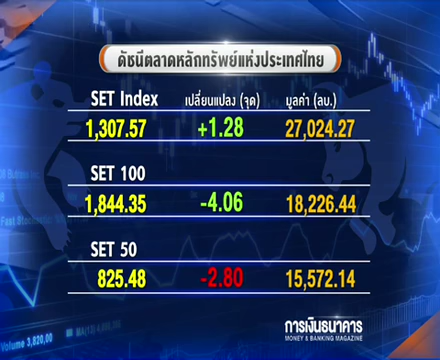 ดัชนีตลาดหลักทรัพย์แห่งประเทศไทย
SET Index เปลี่ยนแปลง (จุด) มูลค่า (ลบ.)
1,307.57 +1.28 27,024.27
SET 100
1,844.35 -4.06 18,226.44
SET 50
825.48 -2.80 15,572.14
การเงินธนาคาร
MONEY & BANKING MAGAZINE
Volume 3,820,00